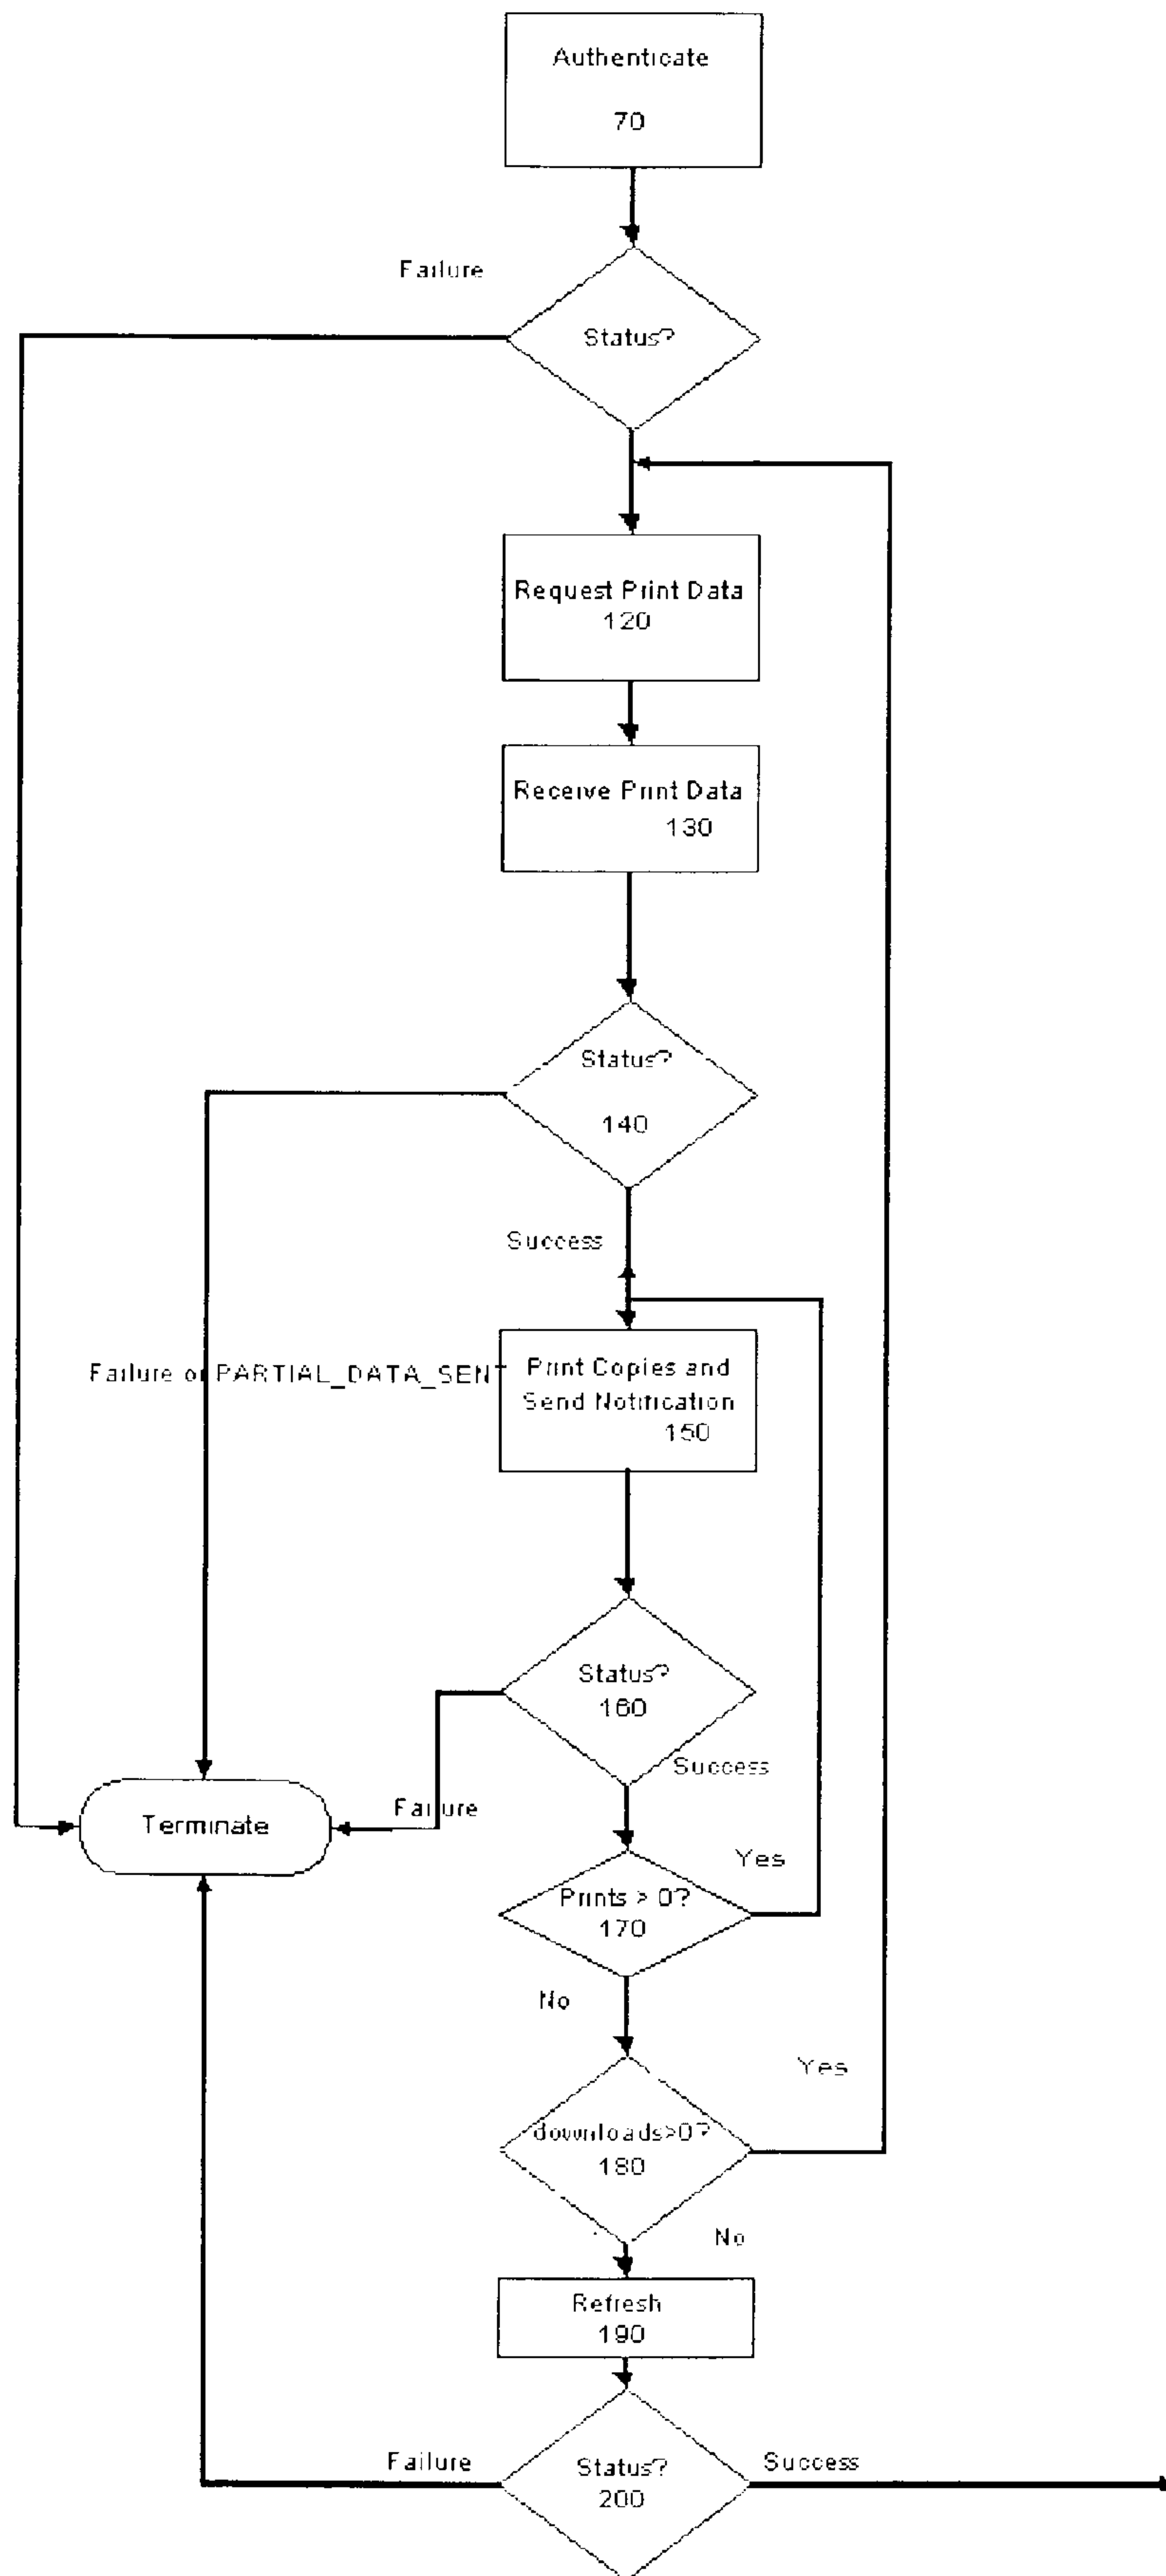 Authenticate
70
Failure
Status?
Request Print Data
120
Receive Print Data
130
Status?
140
Success
Failure or PARTIAL_DATA_SENT
Print Copies and
Send Notification
150
Status?
160
Success
Failure
Terminate
Yes
Prints > 0?
170
No
Yes
downloads>0?
180
No
Refresh
190
Failure
Status?
200
Success